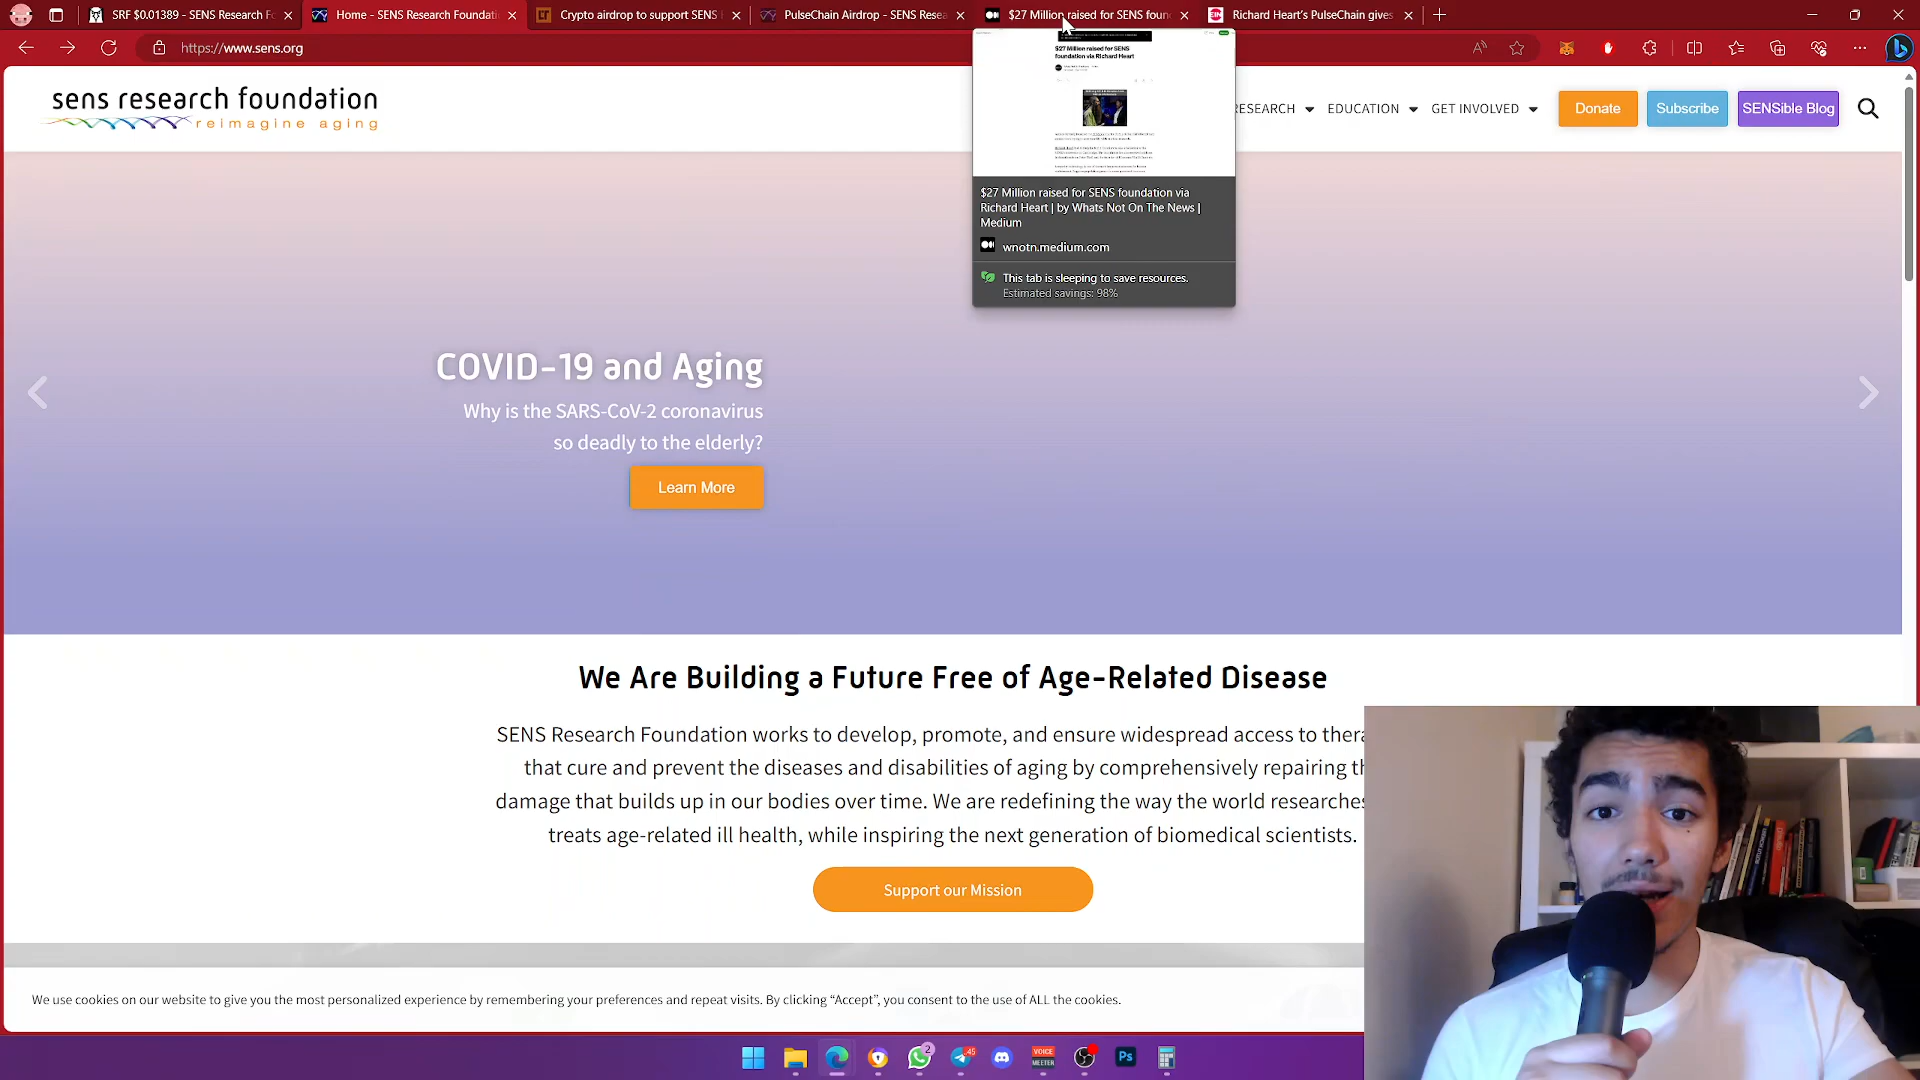 SRF $0.01389 - SENS Research Fo
Home - SENS Research Foundati
Crypto airdrop to support SENS
PulseChain Airdrop - SENS Resea
$27 Million raised for SENS foun
Richard Heart's PulseChain gives
https://www.sens.org
$27 Million raised for SENS
foundation via Richard Heart
sens research foundation
reimagine aging
RESEARCH
EDUCATION
GET INVOLVED
Donate
Subscribe
SENSible Blog
$27 Million raised for SENS foundation via
Richard Heart | by Whats Not On The News |
Medium
wnotn.medium.com
This tab is sleeping to save resources.
Estimated savings: 98%
COVID-19 and Aging
Why is the SARS-CoV-2 coronavirus
so deadly to the elderly?
Learn More
We Are Building a Future Free of Age-Related Disease
SENS Research Foundation works to develop, promote, and ensure widespread access to thera
that cure and prevent the diseases and disabilities of aging by comprehensively repairing th
damage that builds up in our bodies over time. We are redefining the way the world researches
treats age-related ill health, while inspiring the next generation of biomedical scientists.
Support our Mission
We use cookies on our website to give you the most personalized experience by remembering your preferences and repeat visits. By clicking “Accept”, you consent to the use of ALL the cookies.
2
45
VOICE
MEETER
Ps